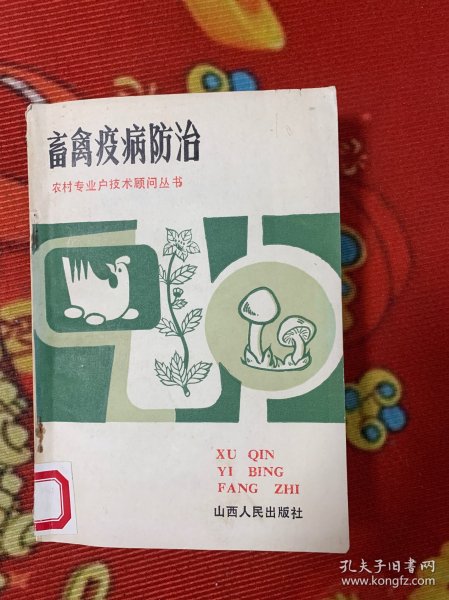 畜禽疫病防治
农村专业户技术顾问丛书
XU QIN
YI BING
FANG ZHI
山西人民出版社
孔夫子旧书网
www.kongfz.com